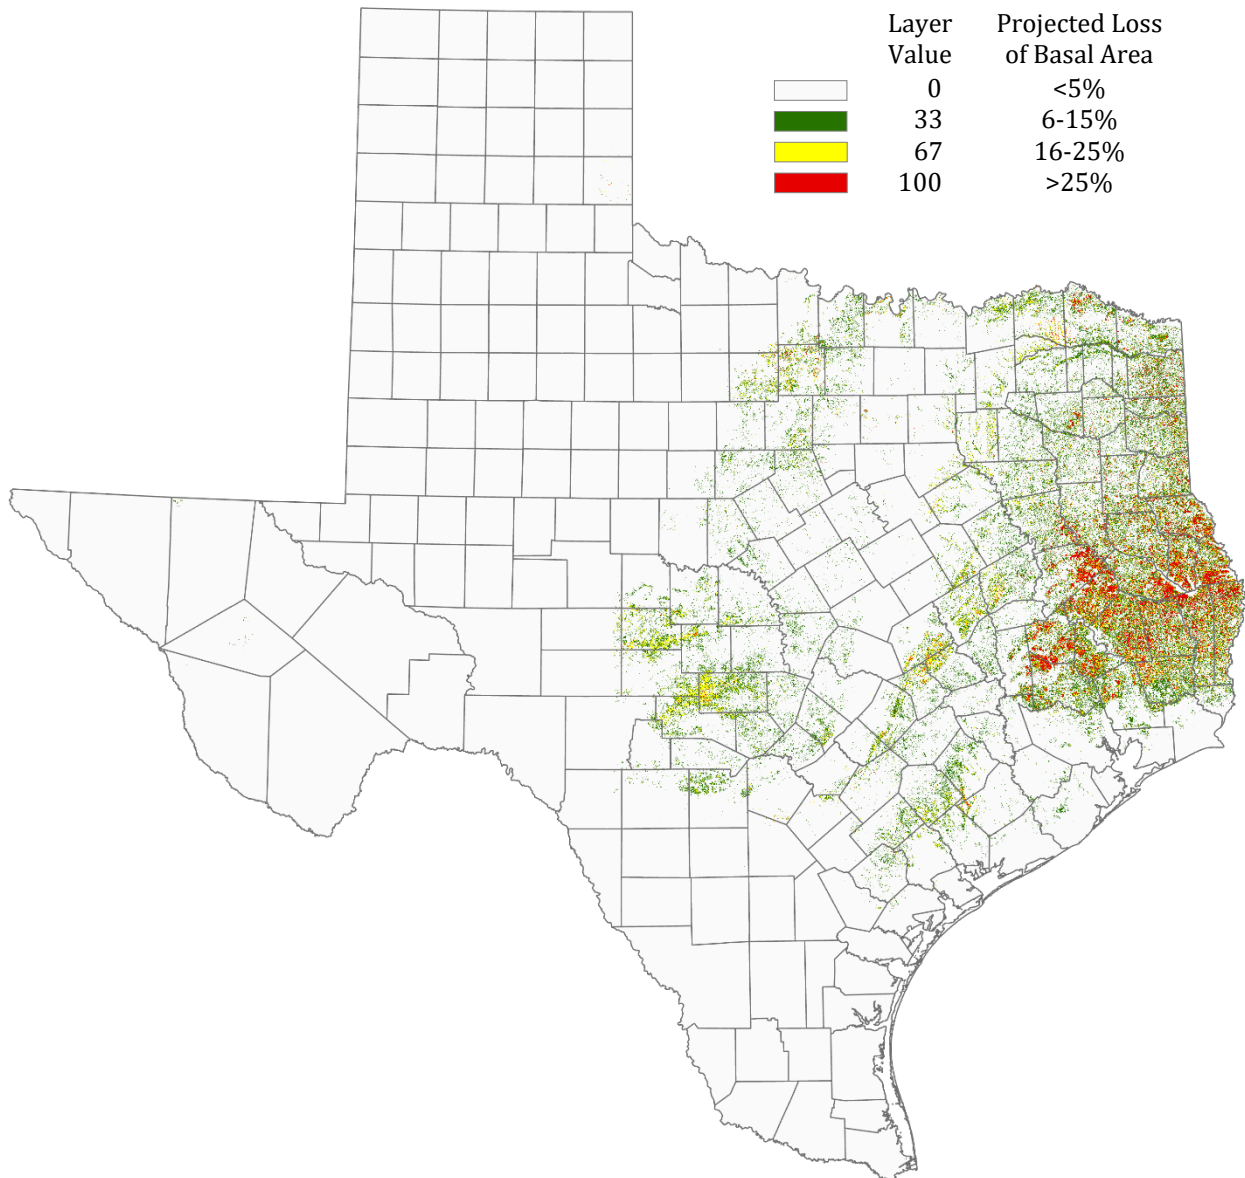 Layer Projected Loss
Value of Basal Area
0 <5%
33 6-15%
67 16-25%
100 >25%